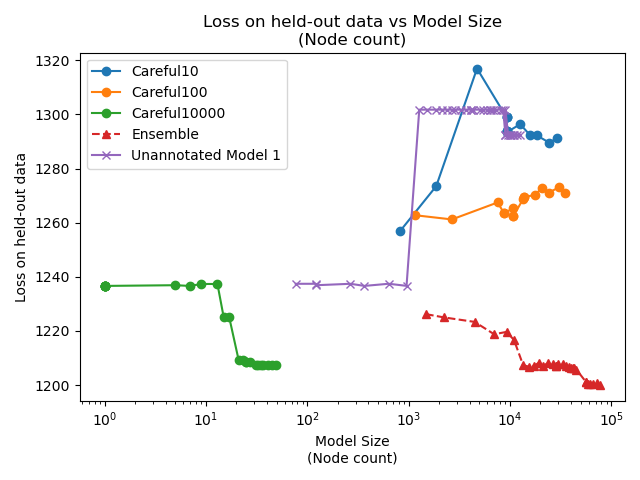 Loss on held-out data vs Model Size
(Node count)
Loss on held-out data
1320
1300
1280
1260
1240
1220
1200
Careful10
Careful100
Careful10000
Ensemble
Unannotated Model 1
10⁰
10¹
10²
10³
10⁴
10⁵
Model Size
(Node count)